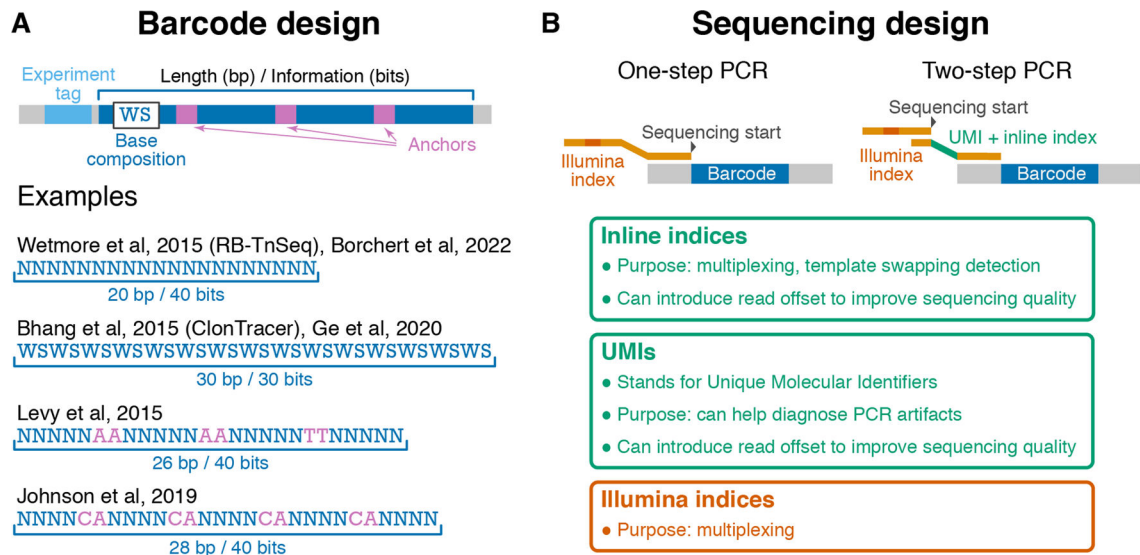 A Barcode design
Experiment tag
Length (bp) / Information (bits)
WS
Base composition
Anchors
Examples
Wetmore et al, 2015 (RB-TnSeq), Borchert et al, 2022
NNNNNNNNNNNNNNNNNNNN
20 bp / 40 bits
Bhang et al, 2015 (ClonTracer), Ge et al, 2020
WSWSWSWSWSWSWSWSWSWSWSWSWSWSWS
30 bp / 30 bits
Levy et al, 2015
NNNNNAANNNNNAANNNNNTTNNNNN
26 bp / 40 bits
Johnson et al, 2019
NNNNCANNNNCANNNNCANNNNCANNNN
28 bp / 40 bits
B Sequencing design
One-step PCR
Sequencing start
Illumina index
Barcode
Two-step PCR
Sequencing start
UMI + inline index
Illumina index
Barcode
Inline indices
● Purpose: multiplexing, template swapping detection
● Can introduce read offset to improve sequencing quality
UMIs
● Stands for Unique Molecular Identifiers
● Purpose: can help diagnose PCR artifacts
● Can introduce read offset to improve sequencing quality
Illumina indices
● Purpose: multiplexing